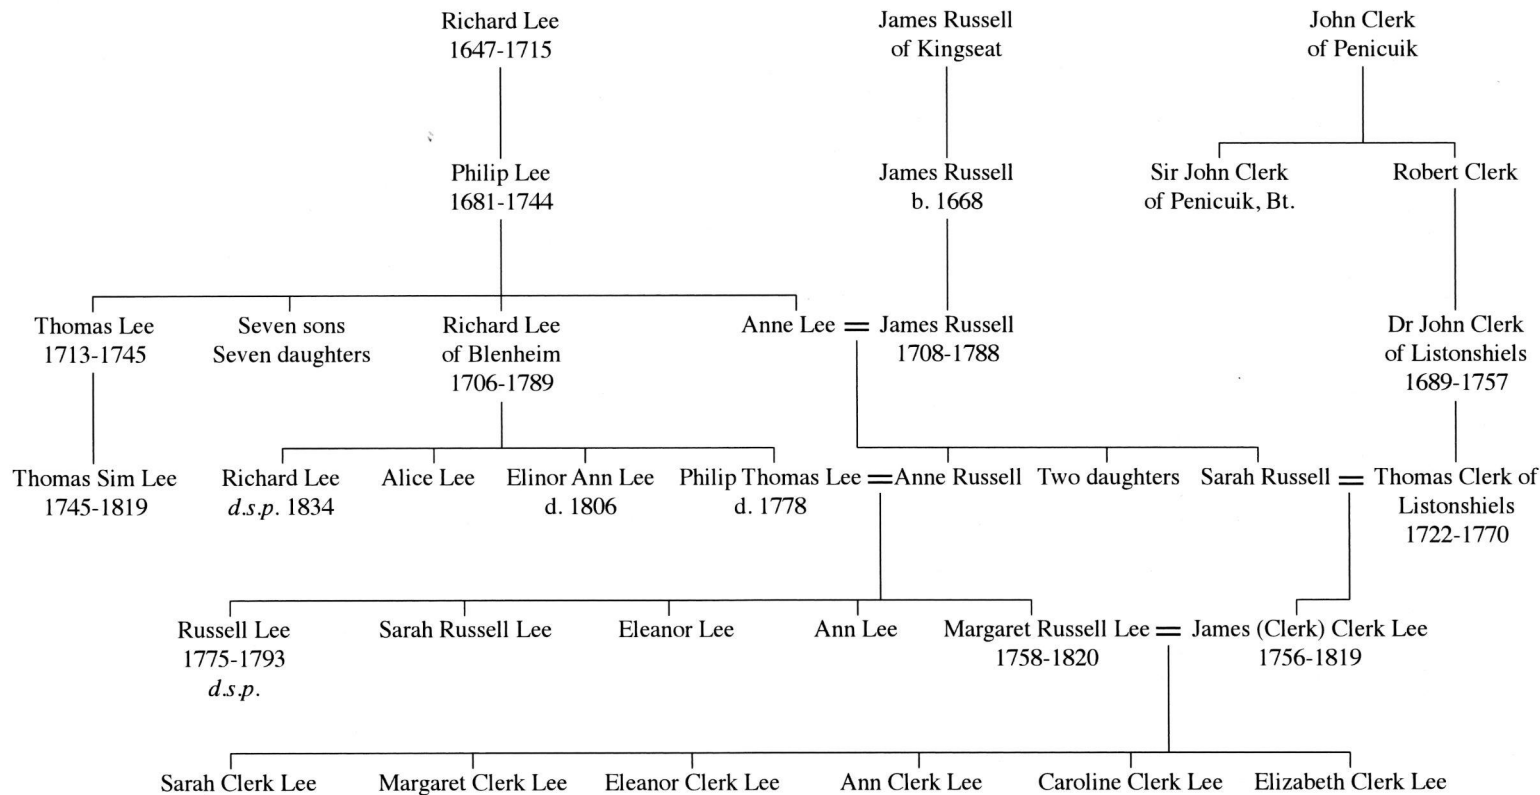 Richard Lee
1647-1715
James Russell
of Kingseat
John Clerk
of Penicuik
Philip Lee
1681-1744
James Russell
b. 1668
Sir John Clerk
of Penicuik, Bt.
Robert Clerk
Thomas Lee
1713-1745
Seven sons
Seven daughters
Richard Lee
of Blenheim
1706-1789
Anne Lee = James Russell
1708-1788
Dr John Clerk
of Listonshiels
1689-1757
Thomas Sim Lee
1745-1819
Richard Lee
d.s.p. 1834
Alice Lee
Elinor Ann Lee
d. 1806
Philip Thomas Lee = Anne Russell
d. 1778
Two daughters
Sarah Russell = Thomas Clerk of
Listonshiels
1722-1770
Russell Lee
1775-1793
d.s.p.
Sarah Russell Lee
Eleanor Lee
Ann Lee
Margaret Russell Lee = James (Clerk) Clerk Lee
1758-1820
1756-1819
Sarah Clerk Lee
Margaret Clerk Lee
Eleanor Clerk Lee
Ann Clerk Lee
Caroline Clerk Lee
Elizabeth Clerk Lee